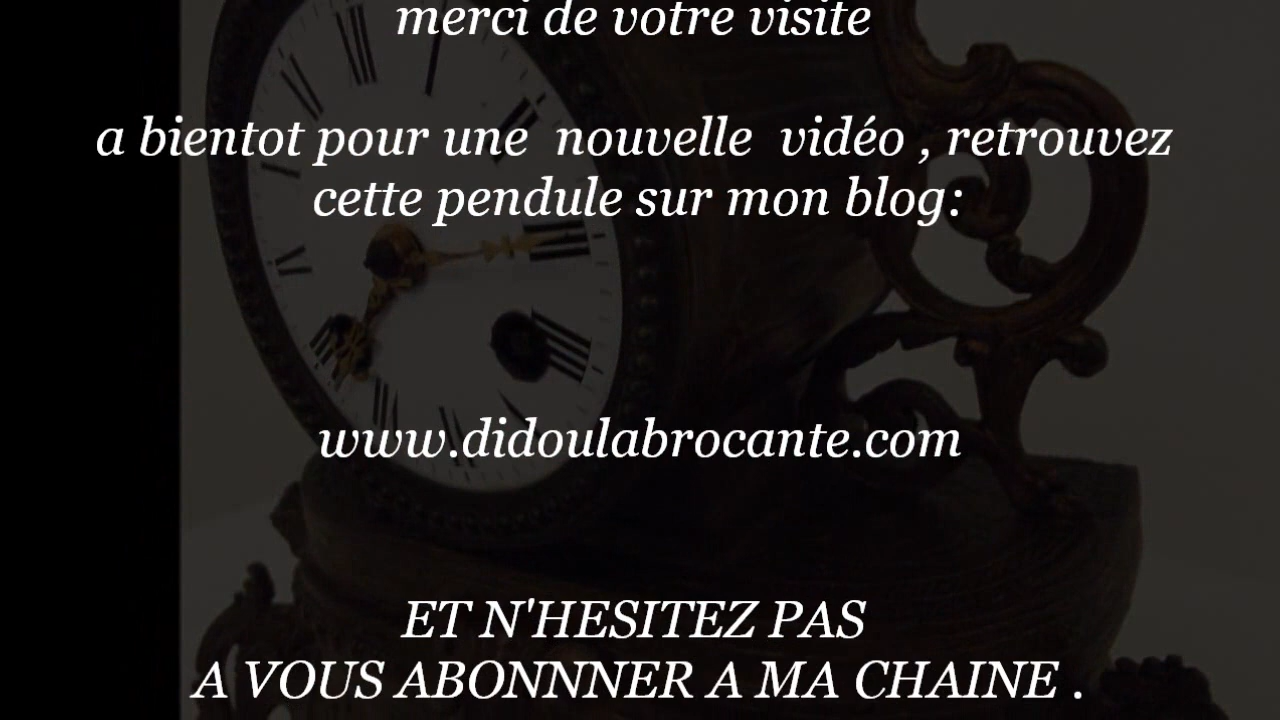 merci de votre visite
a bientot pour une nouvelle vidéo , retrouvez
cette pendule sur mon blog:
www.didoulabrocante.com
ET N'HESITEZ PAS
A VOUS ABONNNER A MA CHAINE .